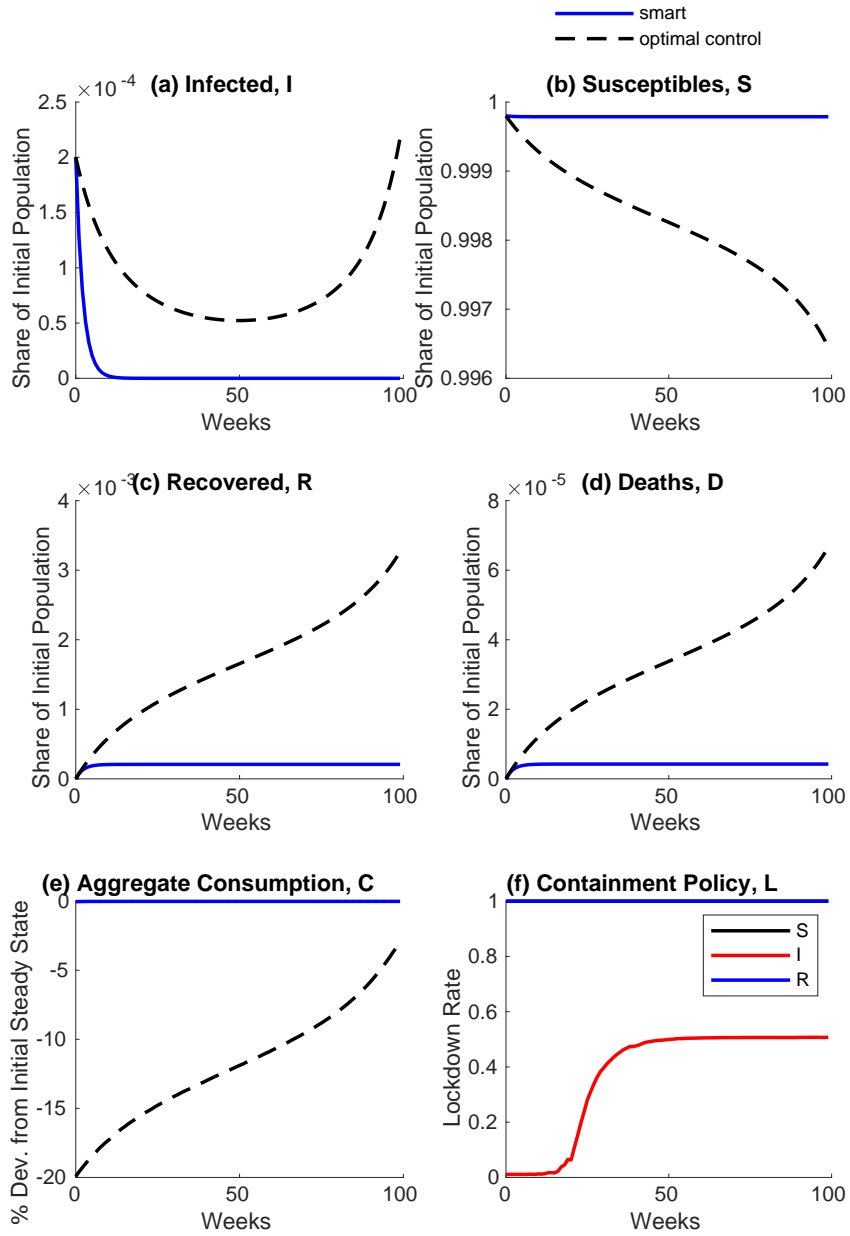 smart
optimal control
×10⁻⁴
(a) Infected, I
2.5
2
1.5
1
0.5
0
0
50
100
Share of Initial Population
Weeks
(b) Susceptibles, S
1
0.999
0.998
0.997
0.996
0
50
100
Share of Initial Population
Weeks
×10⁻³
(c) Recovered, R
4
3
2
1
0
0
50
100
Share of Initial Population
Weeks
×10⁻⁵
(d) Deaths, D
8
6
4
2
0
0
50
100
Share of Initial Population
Weeks
(e) Aggregate Consumption, C
0
-5
-10
-15
-20
0
50
100
% Dev. from Initial Steady State
Weeks
(f) Containment Policy, L
1
0.8
0.6
0.4
0.2
0
0
50
100
Lockdown Rate
Weeks
S
I
R